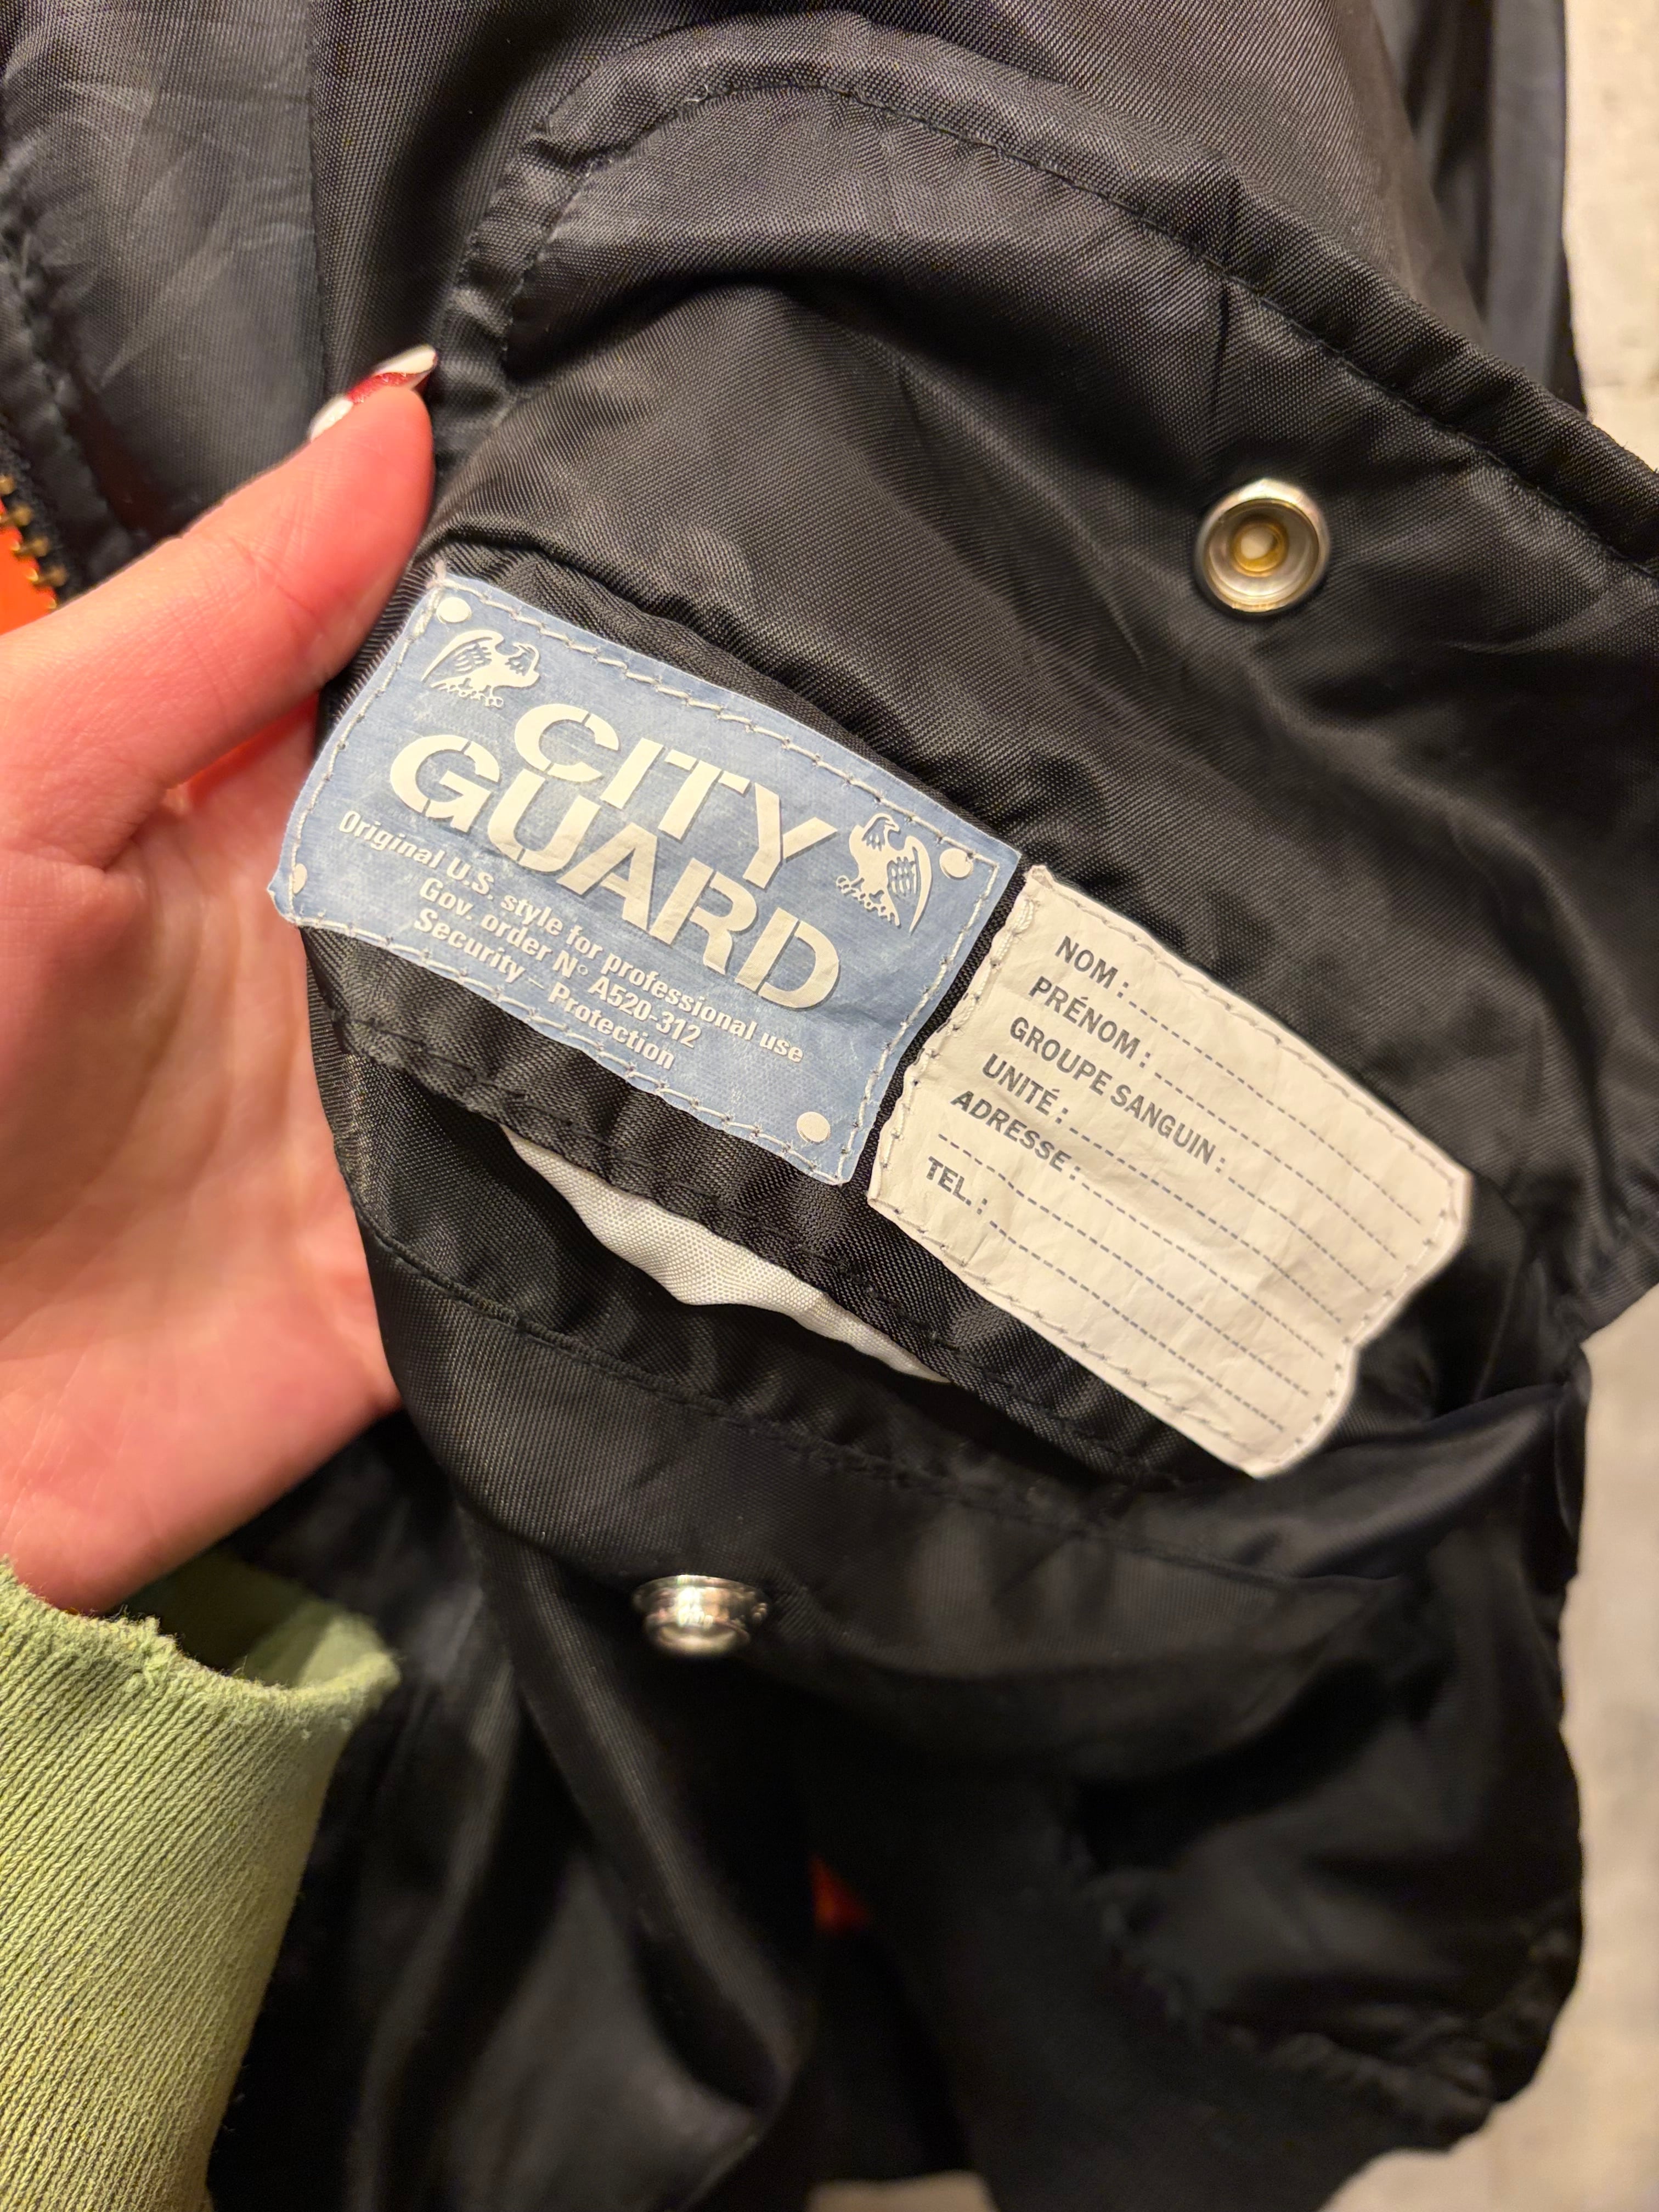 CITY
GUARD
Original U.S. style for professional use
Gov. order N° A520-312
Security – Protection
NOM :
PRÉNOM :
GROUPE SANGUIN :
UNITÉ :
ADRESSE :
TEL. :